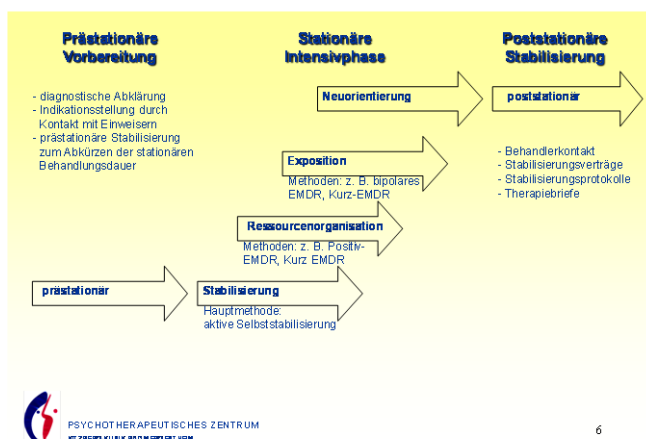 Prästationäre
Vorbereitung
- diagnostische Abklärung
- Indikationsstellung durch
Kontakt mit Einweisern
- prästationäre Stabilisierung
zum Abkürzen der stationären
Behandlungsdauer
Stationäre
Intensivphase
Poststationäre
Stabilisierung
Neuorientierung
poststationär
Exposition
Methoden: z. B. bipolares
EMDR, Kurz-EMDR
- Behandlerkontakt
- Stabilisierungsverträge
- Stabilisierungsprotokolle
- Therapiebriefe
Ressourcenorganisation
Methoden: z. B. Positiv-
EMDR, Kurz EMDR
prästationär
Stabilisierung
Hauptmethode:
aktive Selbststabilisierung
PSYCHOTHERAPEUTISCHES ZENTRUM
6